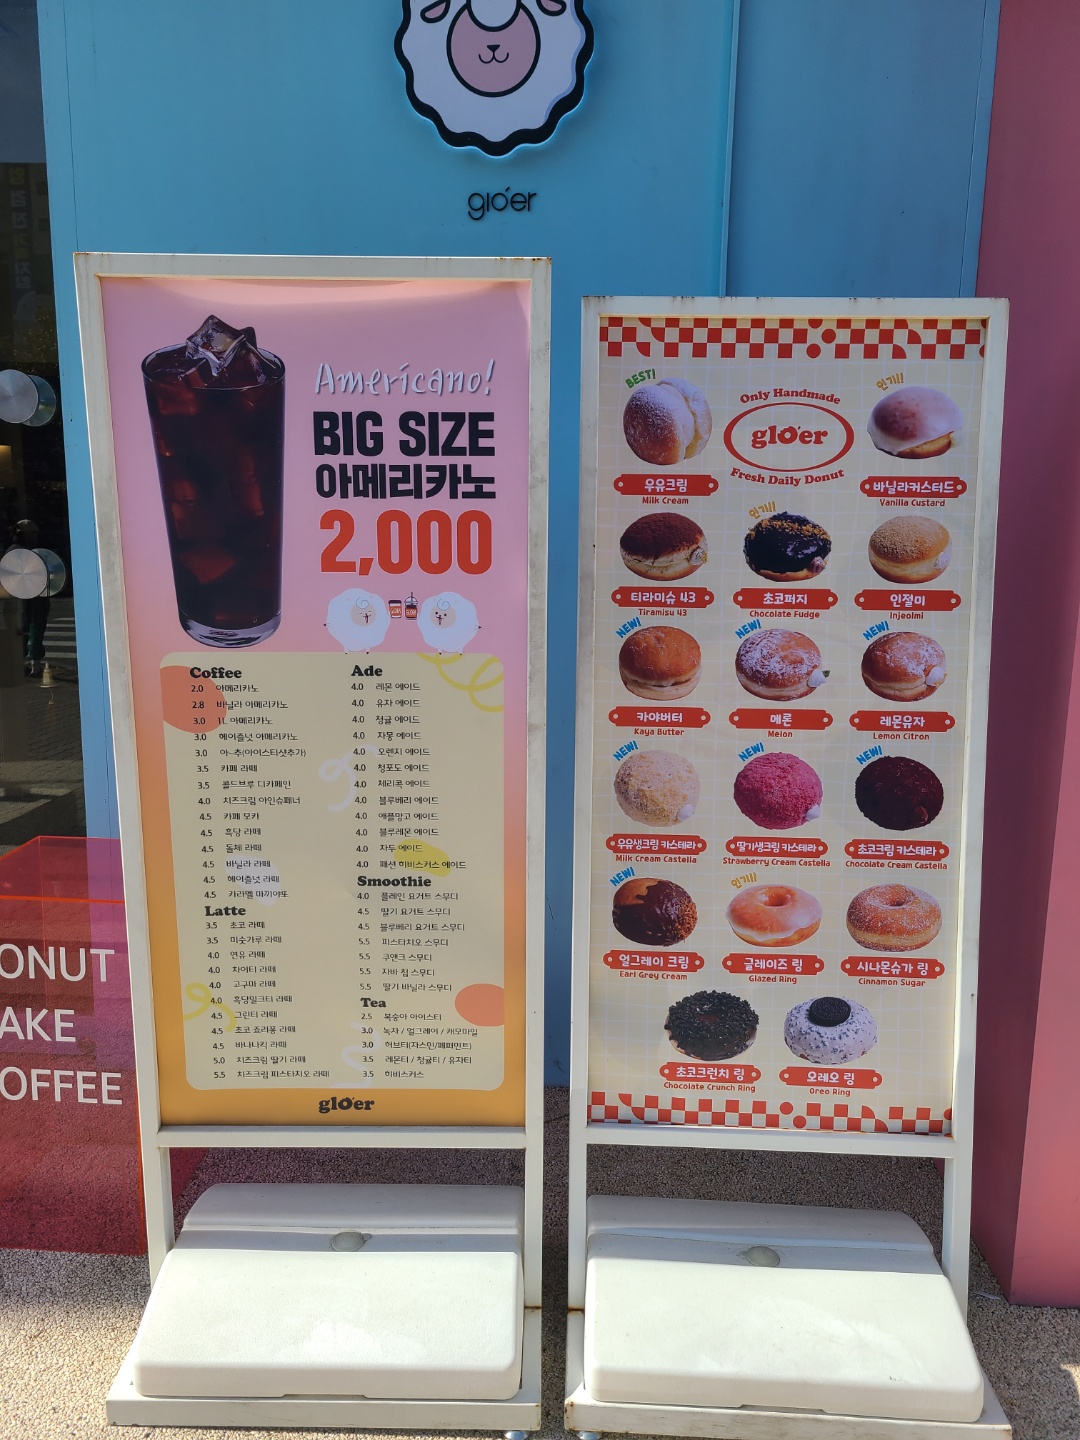 glo'er
Americano!
BIG SIZE
아메리카노
2,000
Coffee
2.0 아메리카노
2.8 바닐라 아메리카노
3.0 1L 아메리카노
3.0 헤이즐넛 아메리카노
3.0 아-추(아이스티샷추가)
3.5 카페 라떼
3.5 콜드브루 디카페인
4.0 치즈크림 아인슈페너
4.5 카페 모카
4.5 흑당 라떼
4.5 돌체 라떼
4.5 바닐라 라떼
4.5 헤이즐넛 라떼
4.5 카라멜 마끼아또
Latte
3.5 초코 라떼
3.5 미숫가루 라떼
4.0 연유 라떼
4.0 차이티 라떼
4.0 고구마 라떼
4.0 흑당밀크티 라떼
4.5 그린티 라떼
4.5 초코 쿄리퐁 라떼
4.5 바나나킥 라떼
5.0 치즈크림 딸기 라떼
5.5 치즈크림 피스타치오 라떼
Ade
4.0 레몬 에이드
4.0 유자 에이드
4.0 청귤 에이드
4.0 자몽 에이드
4.0 오렌지 에이드
4.0 청포도 에이드
4.0 체리콕 에이드
4.0 블루베리 에이드
4.0 애플망고 에이드
4.0 블루레몬 에이드
4.0 자두 에이드
4.0 패션 히비스커스 에이드
Smoothie
4.0 플레인 요거트 스무디
4.5 딸기 요거트 스무디
4.5 블루베리 요거트 스무디
5.5 피스타치오 스무디
5.5 쿠앤크 스무디
5.5 자바 칩 스무디
5.5 딸기 바닐라 스무디
Tea
2.5 복숭아 아이스티
3.0 녹차 / 얼그레이 / 캐모마일
3.0 허브티(자스민/페퍼민트)
3.5 레몬티 / 청귤티 / 유자티
3.5 히비스커스
glo'er
BEST!
Only Handmade
glo'er
Fresh Daily Donut
인기!!
우유크림
Milk Cream
바닐라커스터드
Vanilla Custard
인기!!
티라미슈 43
Tiramisu 43
초코퍼지
Chocolate Fudge
인절미
Injeolmi
NEW!
NEW!
NEW!
카야버터
Kaya Butter
메론
Melon
레몬유자
Lemon Citron
NEW!
NEW!
NEW!
우유생크림 카스테라
Milk Cream Castella
딸기생크림 카스테라
Strawberry Cream Castella
초코크림 카스테라
Chocolate Cream Castella
NEW!
인기!!
얼그레이 크림
Earl Grey Cream
글레이즈 링
Glazed Ring
시나몬슈가 링
Cinnamon Sugar
초코크런치 링
Chocolate Crunch Ring
오레오 링
Oreo Ring
ONUT
AKE
OFFEE